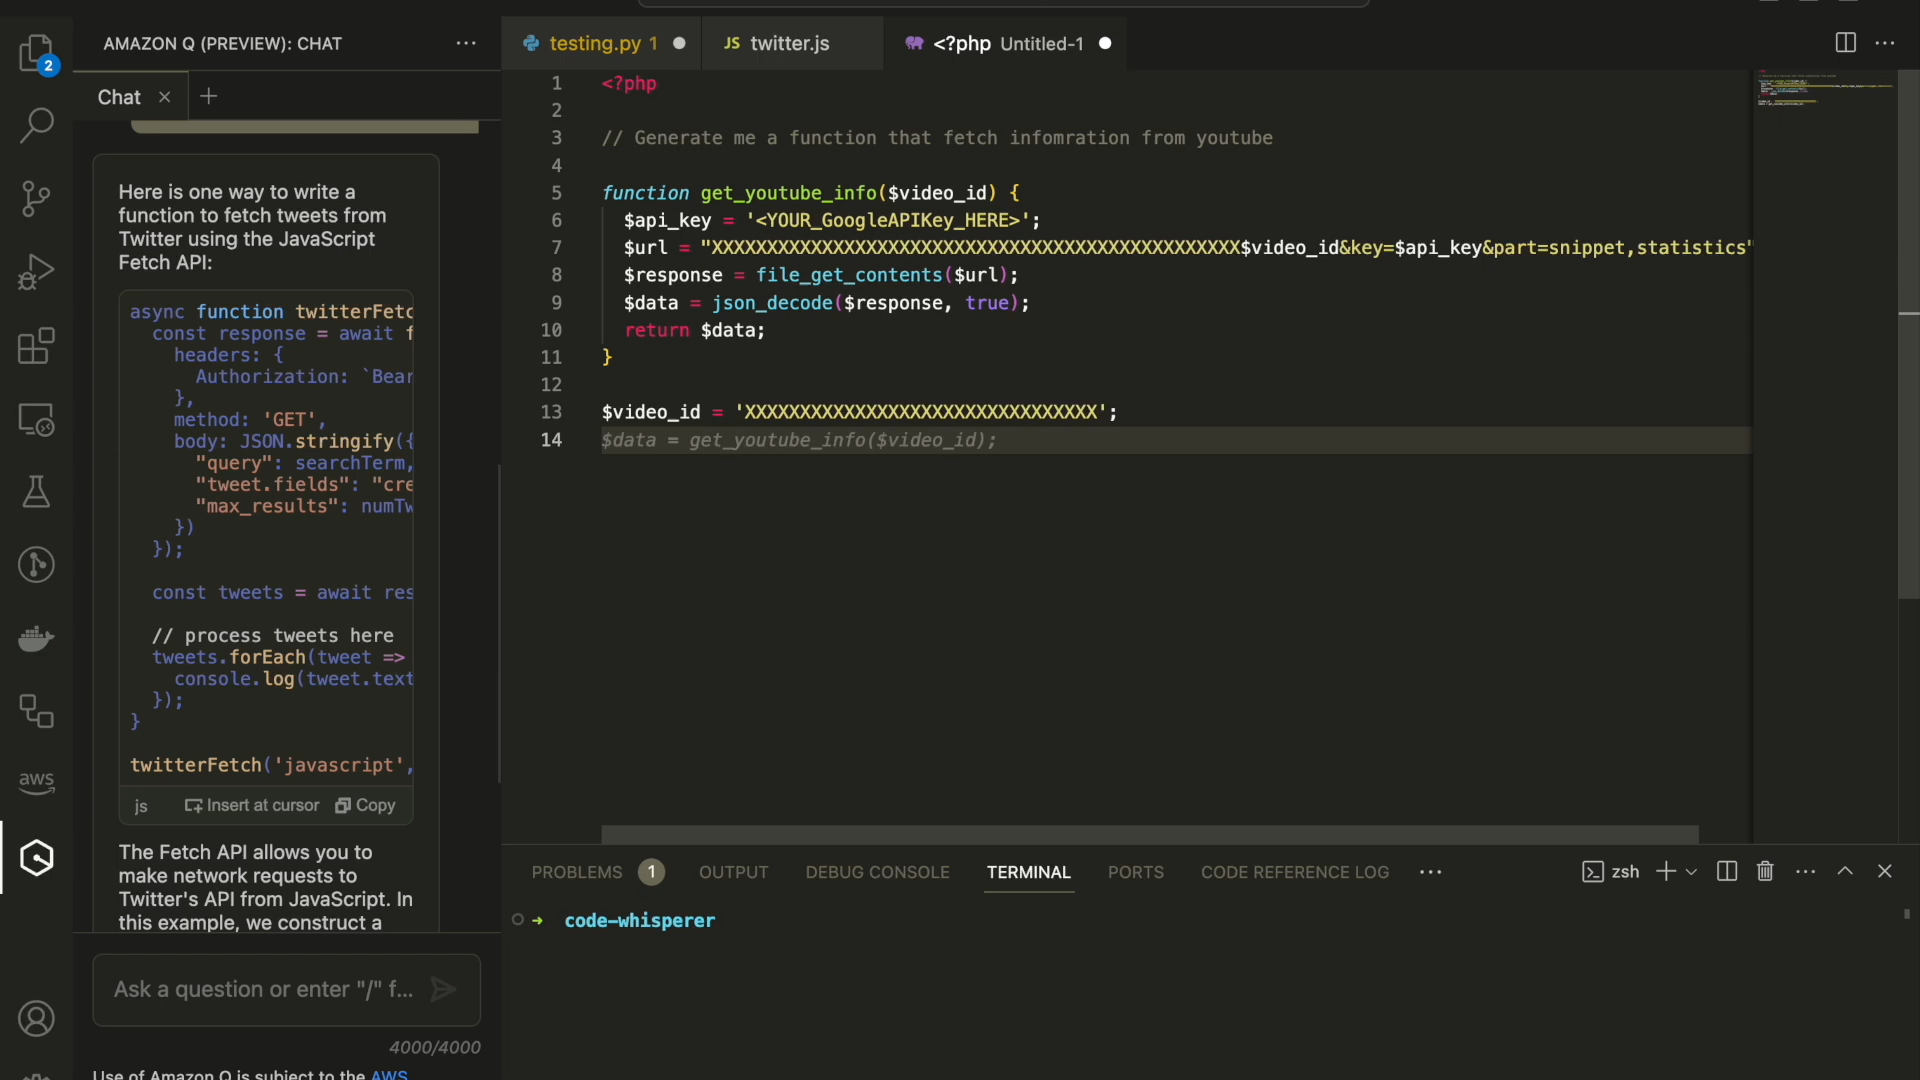 AMAZON Q (PREVIEW): CHAT
Chat
Here is one way to write a
function to fetch tweets from
Twitter using the JavaScript
Fetch API:
async function twitterFetc
const response = await f
headers: {
Authorization: `Bear
},
method: 'GET',
body: JSON.stringify({
"query": searchTerm,
"tweet.fields": "cre
"max_results": numTw
})
});
const tweets = await res
// process tweets here
tweets.forEach(tweet =>
console.log(tweet.text
});
}
twitterFetch('javascript',
js Insert at cursor Copy
The Fetch API allows you to
make network requests to
Twitter's API from JavaScript. In
this example, we construct a
Ask a question or enter "/" f...
4000/4000
Use of Amazon Q is subject to the AWS
2
aws
testing.py 1
JS twitter.js
<?php Untitled-1
1 <?php
2
3 // Generate me a function that fetch infomration from youtube
4
5 function get_youtube_info($video_id) {
6 $api_key = '<YOUR_GoogleAPIKey_HERE>';
7 $url = "XXXXXXXXXXXXXXXXXXXXXXXXXXXXXXXXXXXXXXXXXXXXXXXX$video_id&key=$api_key&part=snippet,statistics"
8 $response = file_get_contents($url);
9 $data = json_decode($response, true);
10 return $data;
11 }
12
13 $video_id = 'XXXXXXXXXXXXXXXXXXXXXXXXXXXXXXXX';
14 $data = get_youtube_info($video_id);
PROBLEMS 1 OUTPUT DEBUG CONSOLE TERMINAL PORTS CODE REFERENCE LOG
zsh
code-whisperer